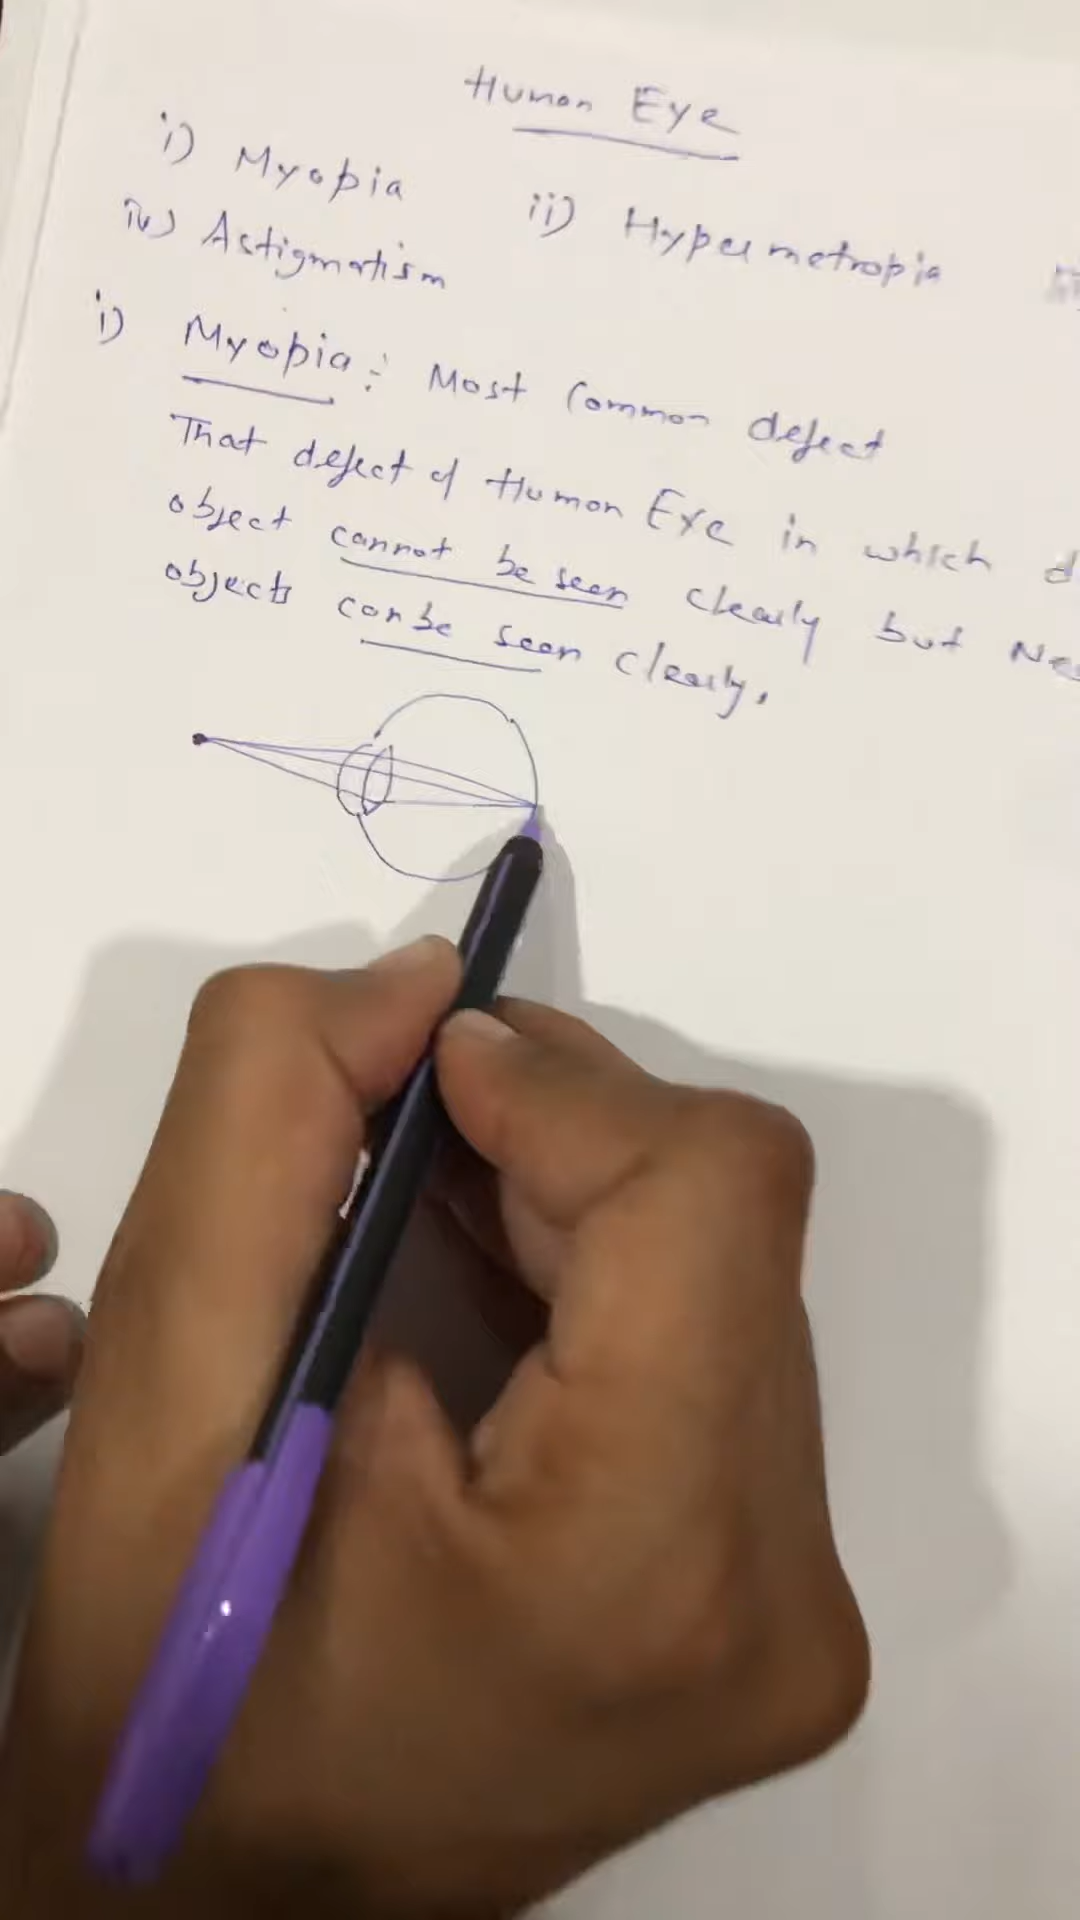 Human Eye
i) Myopia ii) Hypermetropia
iv) Astigmatism
i) Myopia :- Most Common defect
That defect of Human Eye in which
object cannot be seen clearly but
objects can be seen clearly.